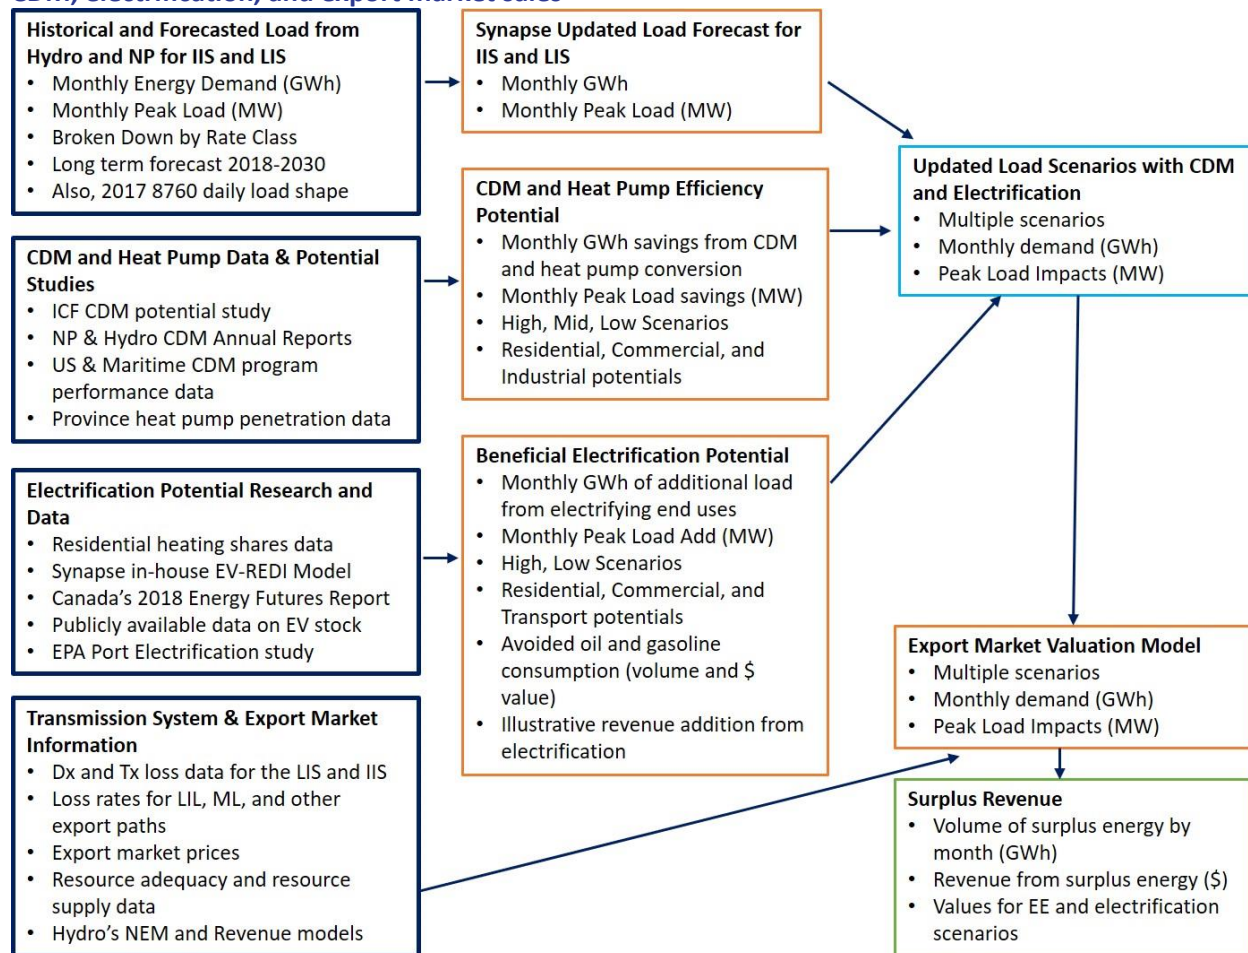 CDM, electrification, and export market sales
Historical and Forecasted Load from
Hydro and NP for IIS and LIS
• Monthly Energy Demand (GWh)
• Monthly Peak Load (MW)
• Broken Down by Rate Class
• Long term forecast 2018-2030
• Also, 2017 8760 daily load shape
CDM and Heat Pump Data & Potential
Studies
• ICF CDM potential study
• NP & Hydro CDM Annual Reports
• US & Maritime CDM program
performance data
• Province heat pump penetration data
Electrification Potential Research and
Data
• Residential heating shares data
• Synapse in-house EV-REDI Model
• Canada's 2018 Energy Futures Report
• Publicly available data on EV stock
• EPA Port Electrification study
Transmission System & Export Market
Information
• Dx and Tx loss data for the LIS and IIS
• Loss rates for LIL, ML, and other
export paths
• Export market prices
• Resource adequacy and resource
supply data
• Hydro's NEM and Revenue models
Synapse Updated Load Forecast for
IIS and LIS
• Monthly GWh
• Monthly Peak Load (MW)
CDM and Heat Pump Efficiency
Potential
• Monthly GWh savings from CDM
and heat pump conversion
• Monthly Peak Load savings (MW)
• High, Mid, Low Scenarios
• Residential, Commercial, and
Industrial potentials
Beneficial Electrification Potential
• Monthly GWh of additional load
from electrifying end uses
• Monthly Peak Load Add (MW)
• High, Low Scenarios
• Residential, Commercial, and
Transport potentials
• Avoided oil and gasoline
consumption (volume and $
value)
• Illustrative revenue addition from
electrification
Updated Load Scenarios with CDM
and Electrification
• Multiple scenarios
• Monthly demand (GWh)
• Peak Load Impacts (MW)
Export Market Valuation Model
• Multiple scenarios
• Monthly demand (GWh)
• Peak Load Impacts (MW)
Surplus Revenue
• Volume of surplus energy by
month (GWh)
• Revenue from surplus energy ($)
• Values for EE and electrification
scenarios